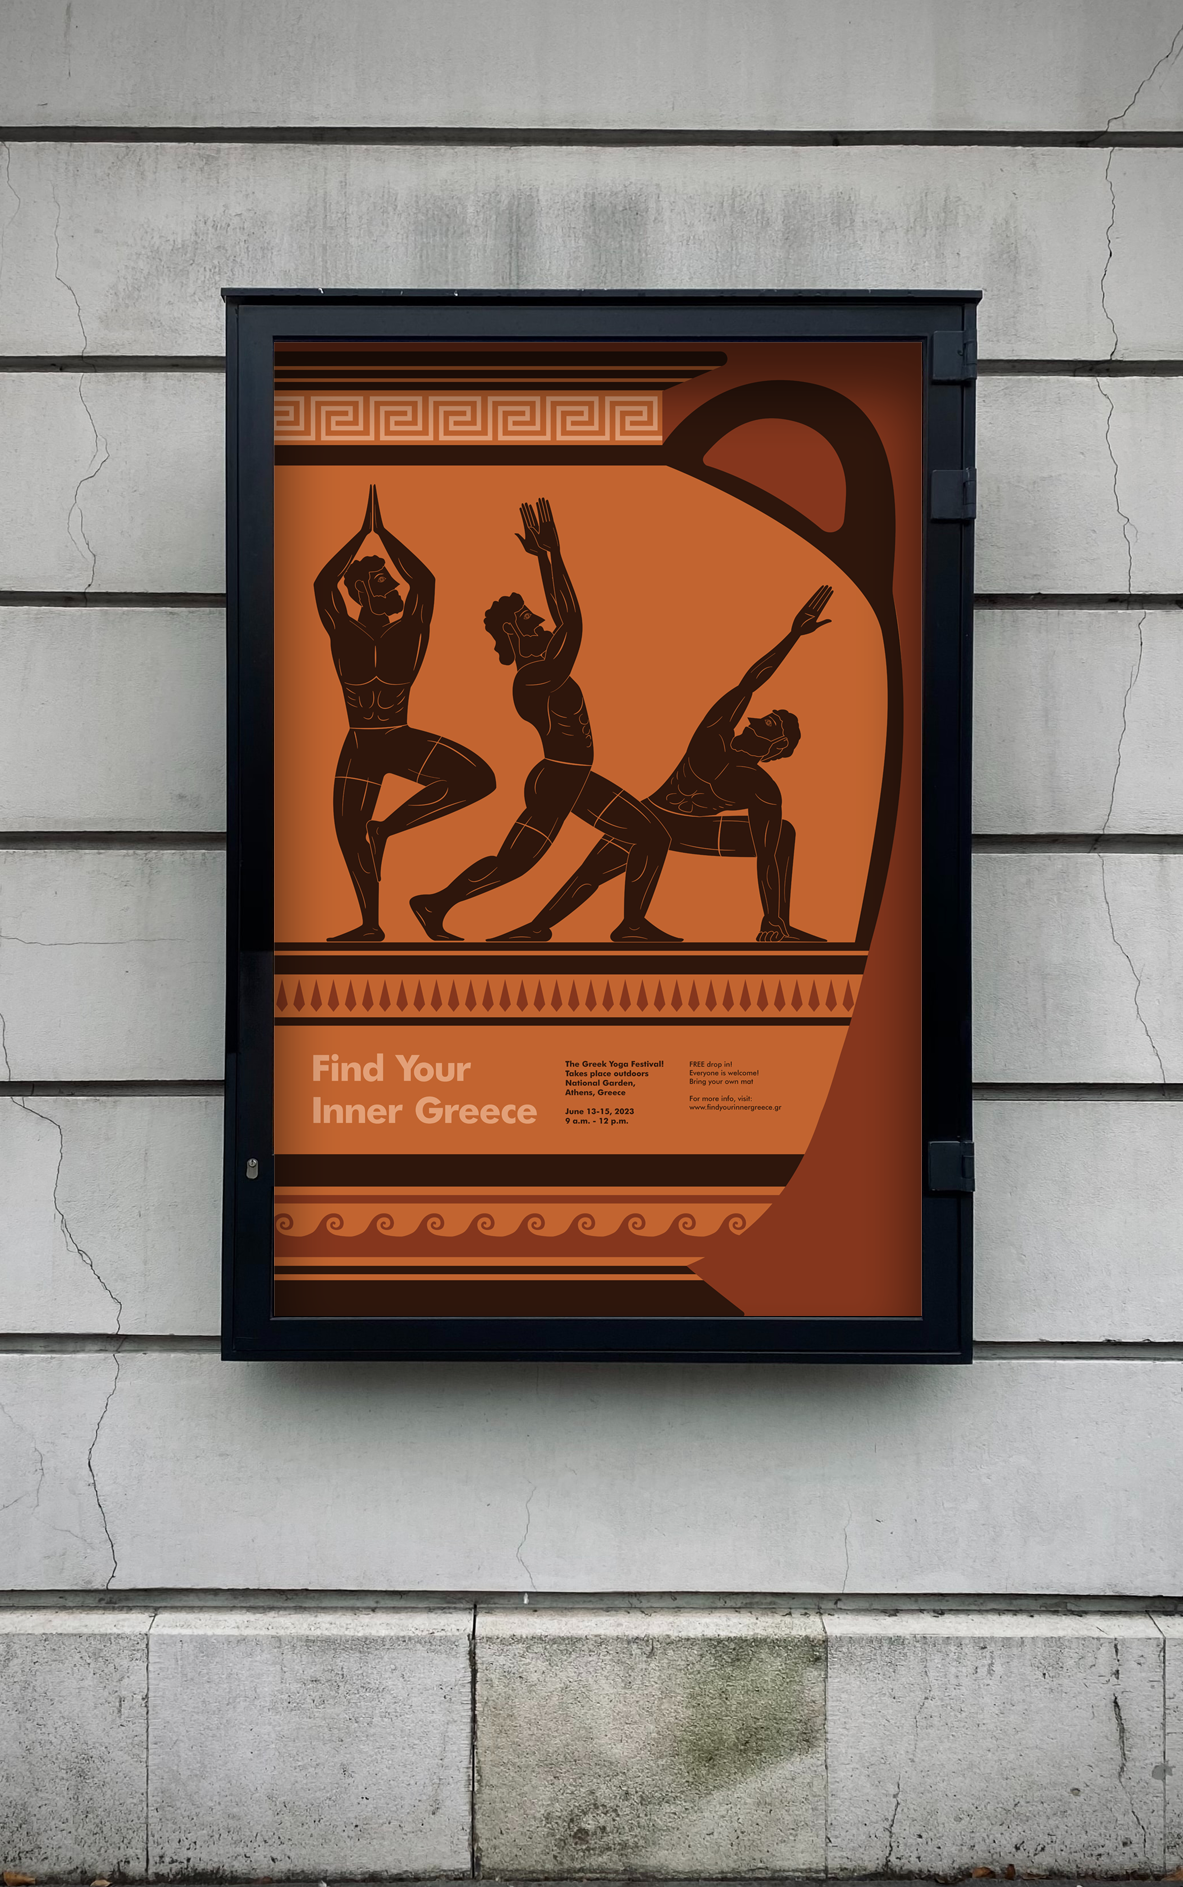 Find Your
Inner Greece
The Greek Yoga Festival!
Takes place outdoors
National Garden,
Athens, Greece
June 13-15, 2023
9 a.m. - 12 p.m.
FREE drop in!
Everyone is welcome!
Bring your own mat
For more info, visit:
www.findyourinnergreece.gr